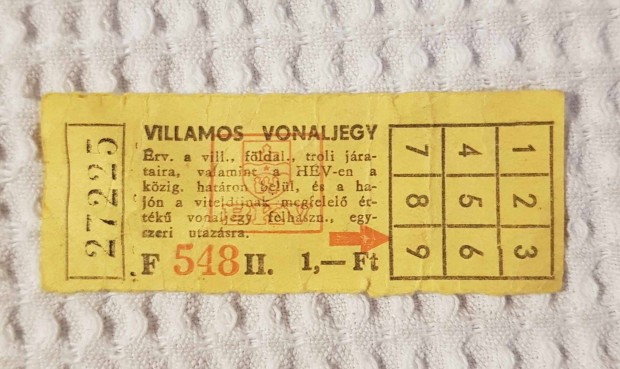 27225
VILLAMOS VONALJEGY
Érv. a vill., földal., troli jára-
taira, valamint a HÉV-en a
közig. határon belül, és a ha-
jón a viteldíjnak megfelelő ér-
tékű vonaljegy felhaszn., egy-
szeri utazásra.
F 548 II. 1,— Ft
1 2 3
4 5 6
7 8 9